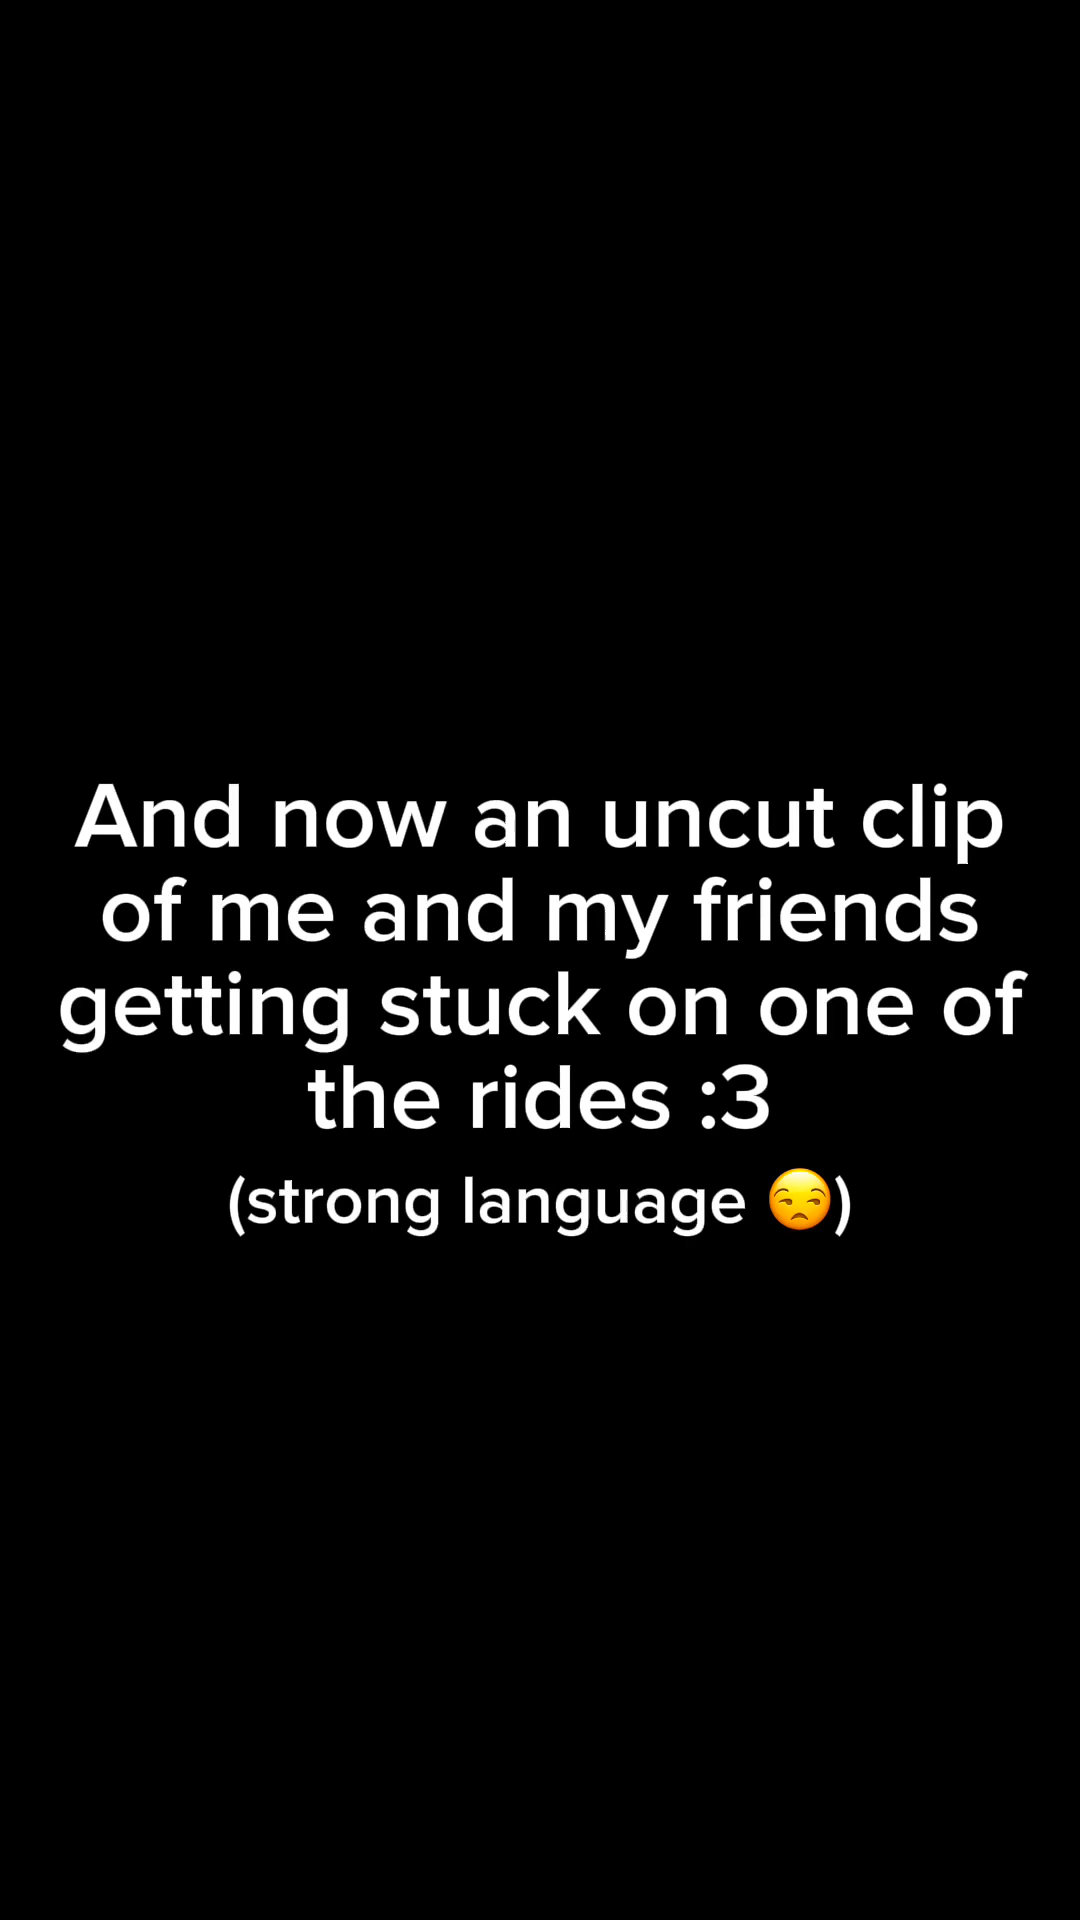 And now an uncut clip
of me and my friends
getting stuck on one of
the rides :3
(strong language 😒)